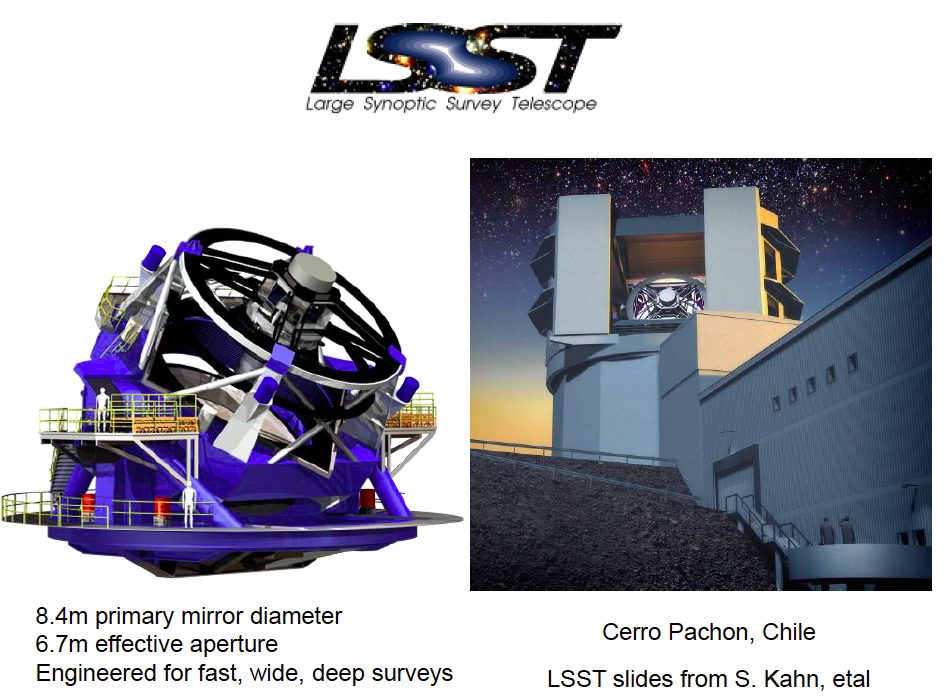 LSST
Large Synoptic Survey Telescope
8.4m primary mirror diameter
6.7m effective aperture
Engineered for fast, wide, deep surveys
Cerro Pachon, Chile
LSST slides from S. Kahn, etal